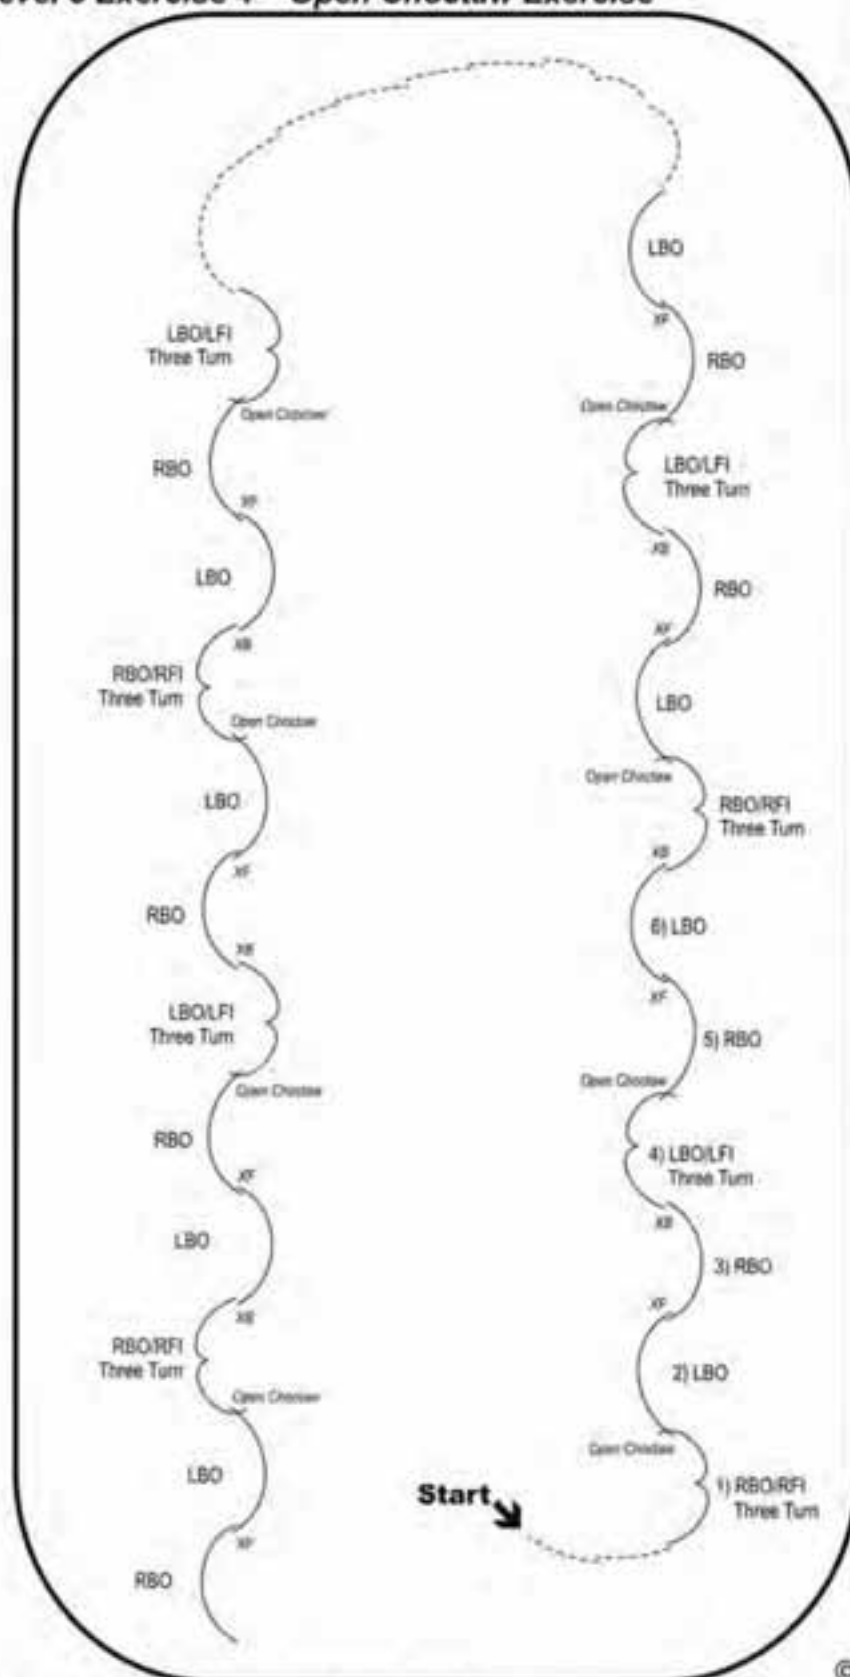 Open Choctaw Exercise
LBO
XF
RBO
Open Choctaw
LBO/LFI
Three Turn
XB
RBO
XF
LBO
Open Choctaw
RBO/RFI
Three Turn
XB
6) LBO
XF
5) RBO
Open Choctaw
4) LBO/LFI
Three Turn
XB
3) RBO
XF
2) LBO
Open Choctaw
1) RBO/RFI
Three Turn
Start
LBO/LFI
Three Turn
Open Choctaw
RBO
XF
LBO
XB
RBO/RFI
Three Turn
Open Choctaw
LBO
XF
RBO
XB
LBO/LFI
Three Turn
Open Choctaw
RBO
XF
LBO
XB
RBO/RFI
Three Turn
Open Choctaw
LBO
XF
RBO
©